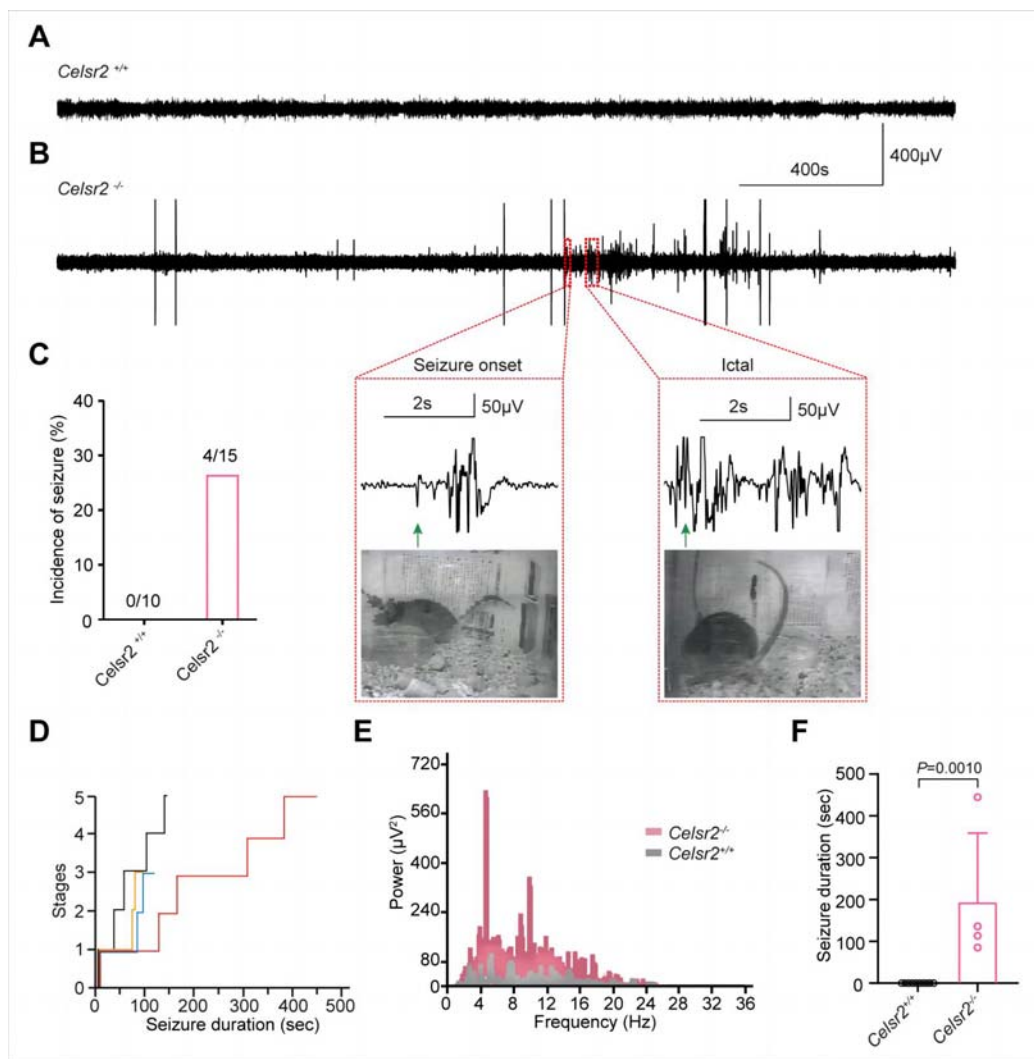 A
Celsr2 +/+
B
400s
400µV
Celsr2 -/-
C
Seizure onset
Ictal
2s
50µV
2s
50µV
Incidence of seizure (%)
40
30
20
10
0
4/15
0/10
Celsr2 +/+
Celsr2 -/-
D
Stages
5
4
3
2
1
0
0 100 200 300 400 500
Seizure duration (sec)
E
Power (µV²)
720
560
400
240
80
0
Celsr2-/-
Celsr2+/+
0 4 8 12 16 20 24 28 32 36
Frequency (Hz)
F
P=0.0010
Seizure duration (sec)
500
400
300
200
100
0
Celsr2+/+
Celsr2-/-